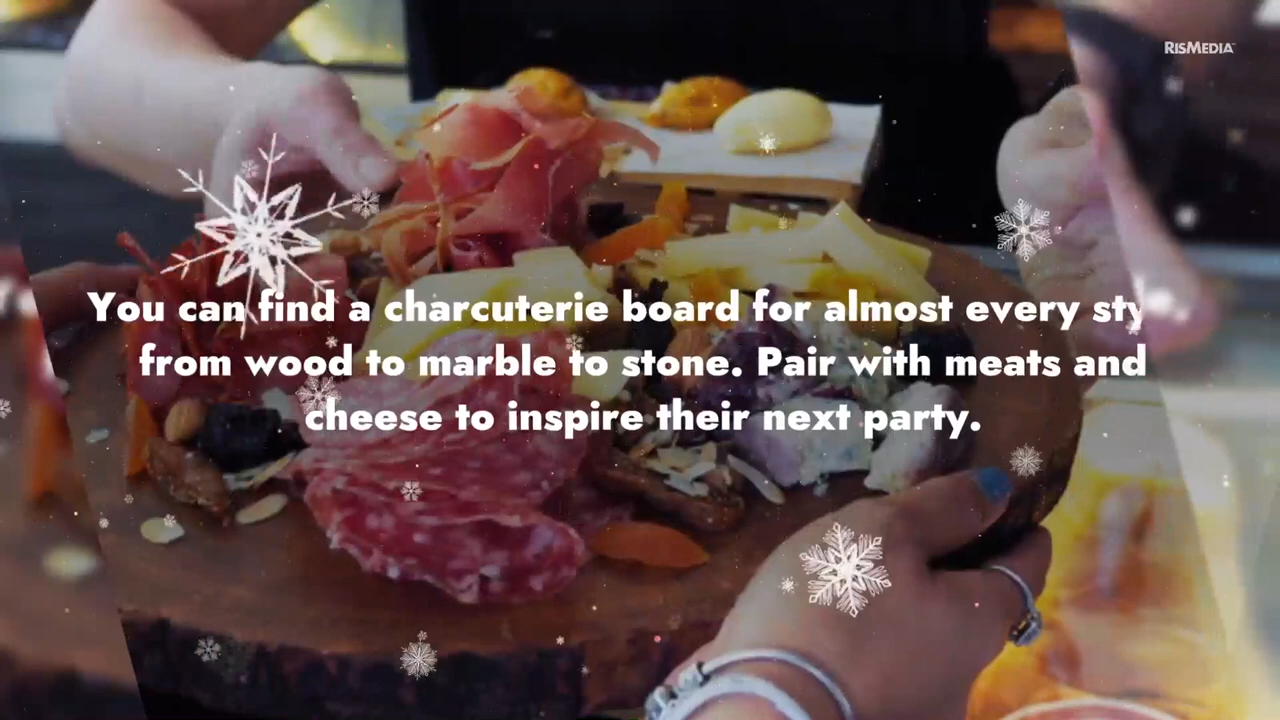 RISMEDIA
You can find a charcuterie board for almost every
from wood to marble to stone. Pair with meats and
cheese to inspire their next party.